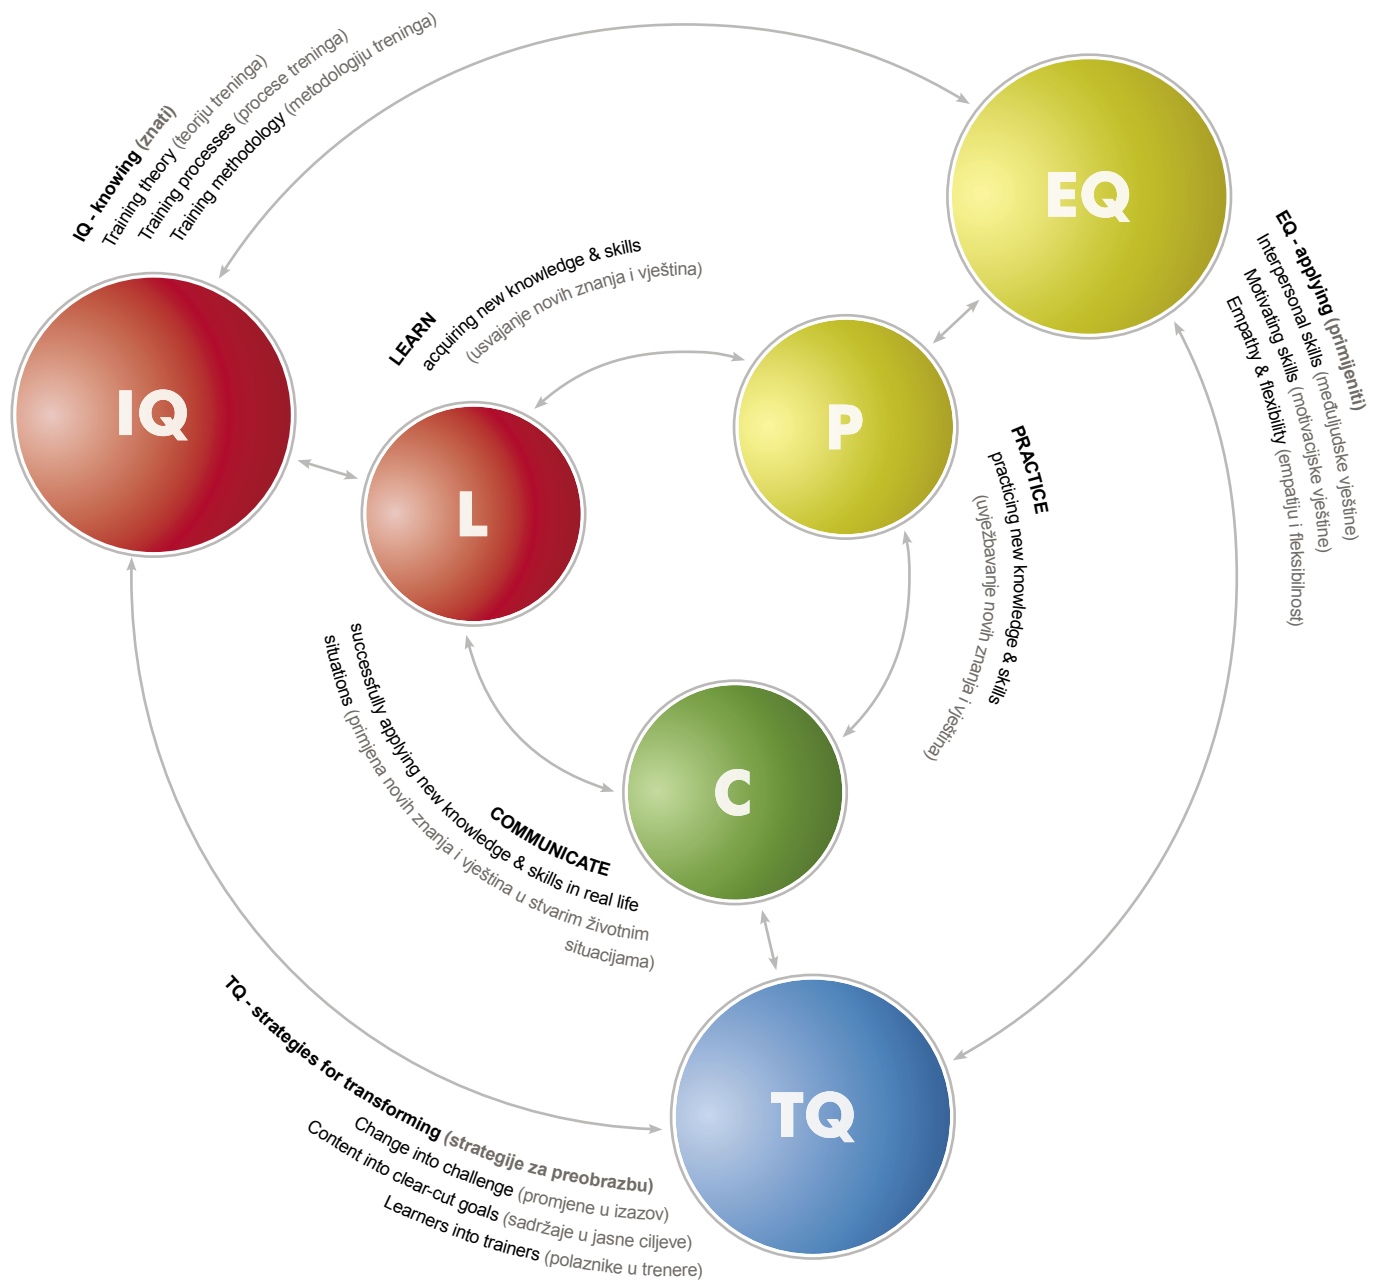 IQ - knowing (znati)
Training theory (teoriju treninga)
Training processes (procese treninga)
Training methodology (metodologiju treninga)
EQ
EQ - applying (primijeniti)
Interpersonal skills (međuljudske vještine)
Motivating skills (motivacijske vještine)
Empathy & flexibility (empatiju i fleksibilnost)
IQ
LEARN
acquiring new knowledge & skills
(usvajanje novih znanja i vještina)
L
P
PRACTICE
practicing new knowledge & skills
(uvježbavanje novih znanja i vještina)
C
COMMUNICATE
successfully applying new knowledge & skills in real life
situations (primjena novih znanja i vještina u stvarim životnim
situacijama)
TQ
TQ - strategies for transforming (strategije za preobrazbu)
Change into challenge (promjene u izazov)
Content into clear-cut goals (sadržaje u jasne ciljeve)
Learners into trainers (polaznike u trenere)